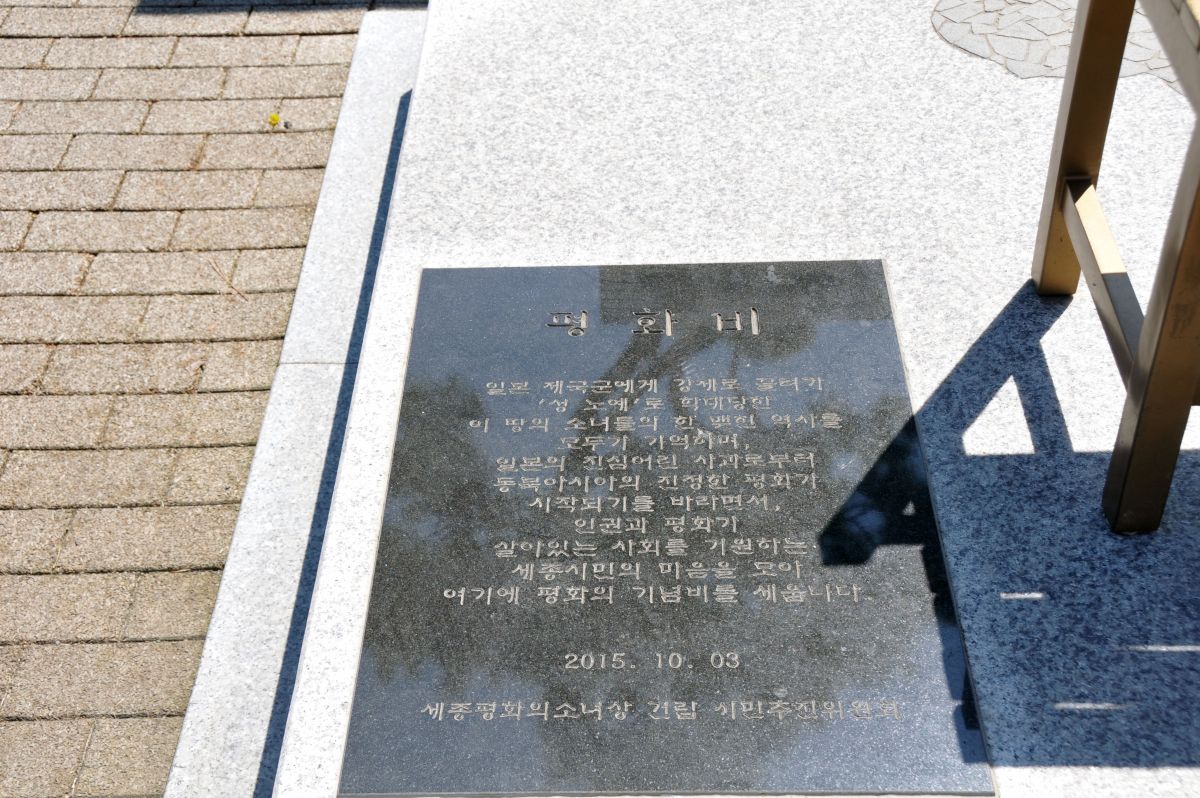 평화비
일본 제국군에게 강제로 끌려가
'성 노예'로 학대당한
이 땅의 소녀들의 한 맺힌 역사를
모두가 기억하며,
일본의 진심어린 사과로부터
동북아시아의 진정한 평화가
시작되기를 바라면서,
인권과 평화가
살아있는 사회를 기원하는
세종시민의 마음을 모아
여기에 평화의 기념비를 세웁니다.
2015. 10. 03
세종평화의소녀상 건립 시민추진위원회